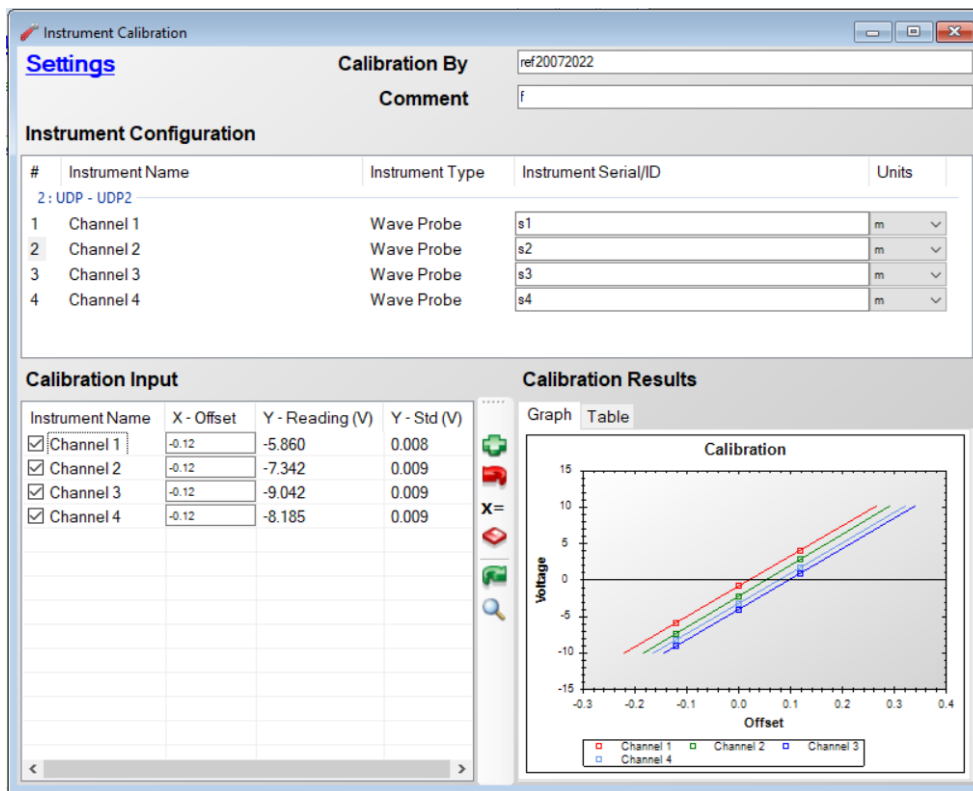 Instrument Calibration
Settings
Calibration By ref20072022
Comment f
Instrument Configuration
# Instrument Name Instrument Type Instrument Serial/ID Units
2 : UDP - UDP2
1 Channel 1 Wave Probe s1 m
2 Channel 2 Wave Probe s2 m
3 Channel 3 Wave Probe s3 m
4 Channel 4 Wave Probe s4 m
Calibration Input
Instrument Name X - Offset Y - Reading (V) Y - Std (V)
Channel 1 -0.12 -5.860 0.008
Channel 2 -0.12 -7.342 0.009
Channel 3 -0.12 -9.042 0.009
Channel 4 -0.12 -8.185 0.009
X=
Calibration Results
Graph Table
Calibration
Voltage
15
10
5
0
-5
-10
-15
-0.3 -0.2 -0.1 0.0 0.1 0.2 0.3 0.4
Offset
Channel 1 Channel 2 Channel 3
Channel 4